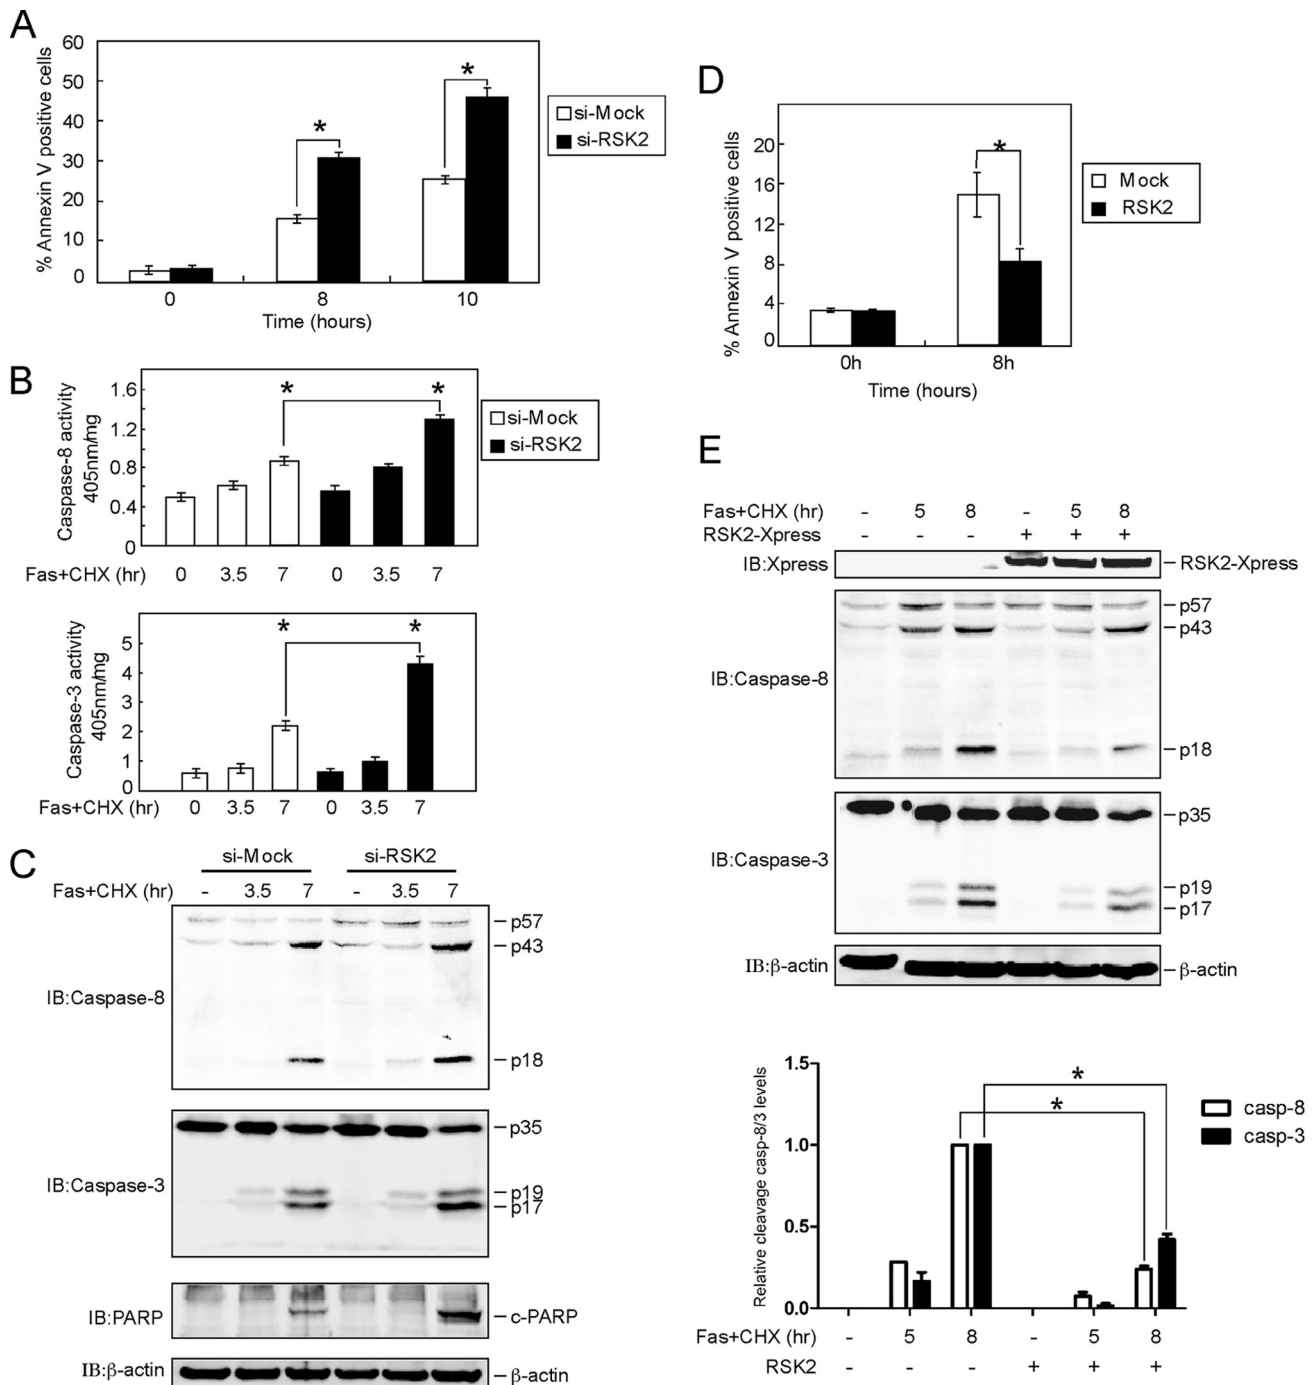 A
% Annexin V positive cells
60
50
40
30
20
10
0
*
*
0 8 10
Time (hours)
si-Mock
si-RSK2
B
Caspase-8 activity
405nm/mg
1.6
1.2
0.8
0.4
0
* *
si-Mock
si-RSK2
Fas+CHX (hr) 0 3.5 7 0 3.5 7
Caspase-3 activity
405nm/mg
5
4
3
2
1
0
* *
Fas+CHX (hr) 0 3.5 7 0 3.5 7
C
si-Mock si-RSK2
Fas+CHX (hr) - 3.5 7 - 3.5 7
p57
p43
IB:Caspase-8
p18
p35
IB:Caspase-3
p19
p17
IB:PARP c-PARP
IB:β-actin β-actin
D
% Annexin V positive cells
20
16
12
8
4
0
*
0h 8h
Time (hours)
Mock
RSK2
E
Fas+CHX (hr) - 5 8 - 5 8
RSK2-Xpress - - - + + +
IB:Xpress RSK2-Xpress
p57
p43
IB:Caspase-8
p18
p35
IB:Caspase-3
p19
p17
IB:β-actin β-actin
Relative cleavage casp-8/3 levels
1.5
1.0
0.5
0.0
*
*
casp-8
casp-3
Fas+CHX (hr) - 5 8 - 5 8
RSK2 - - - + + +